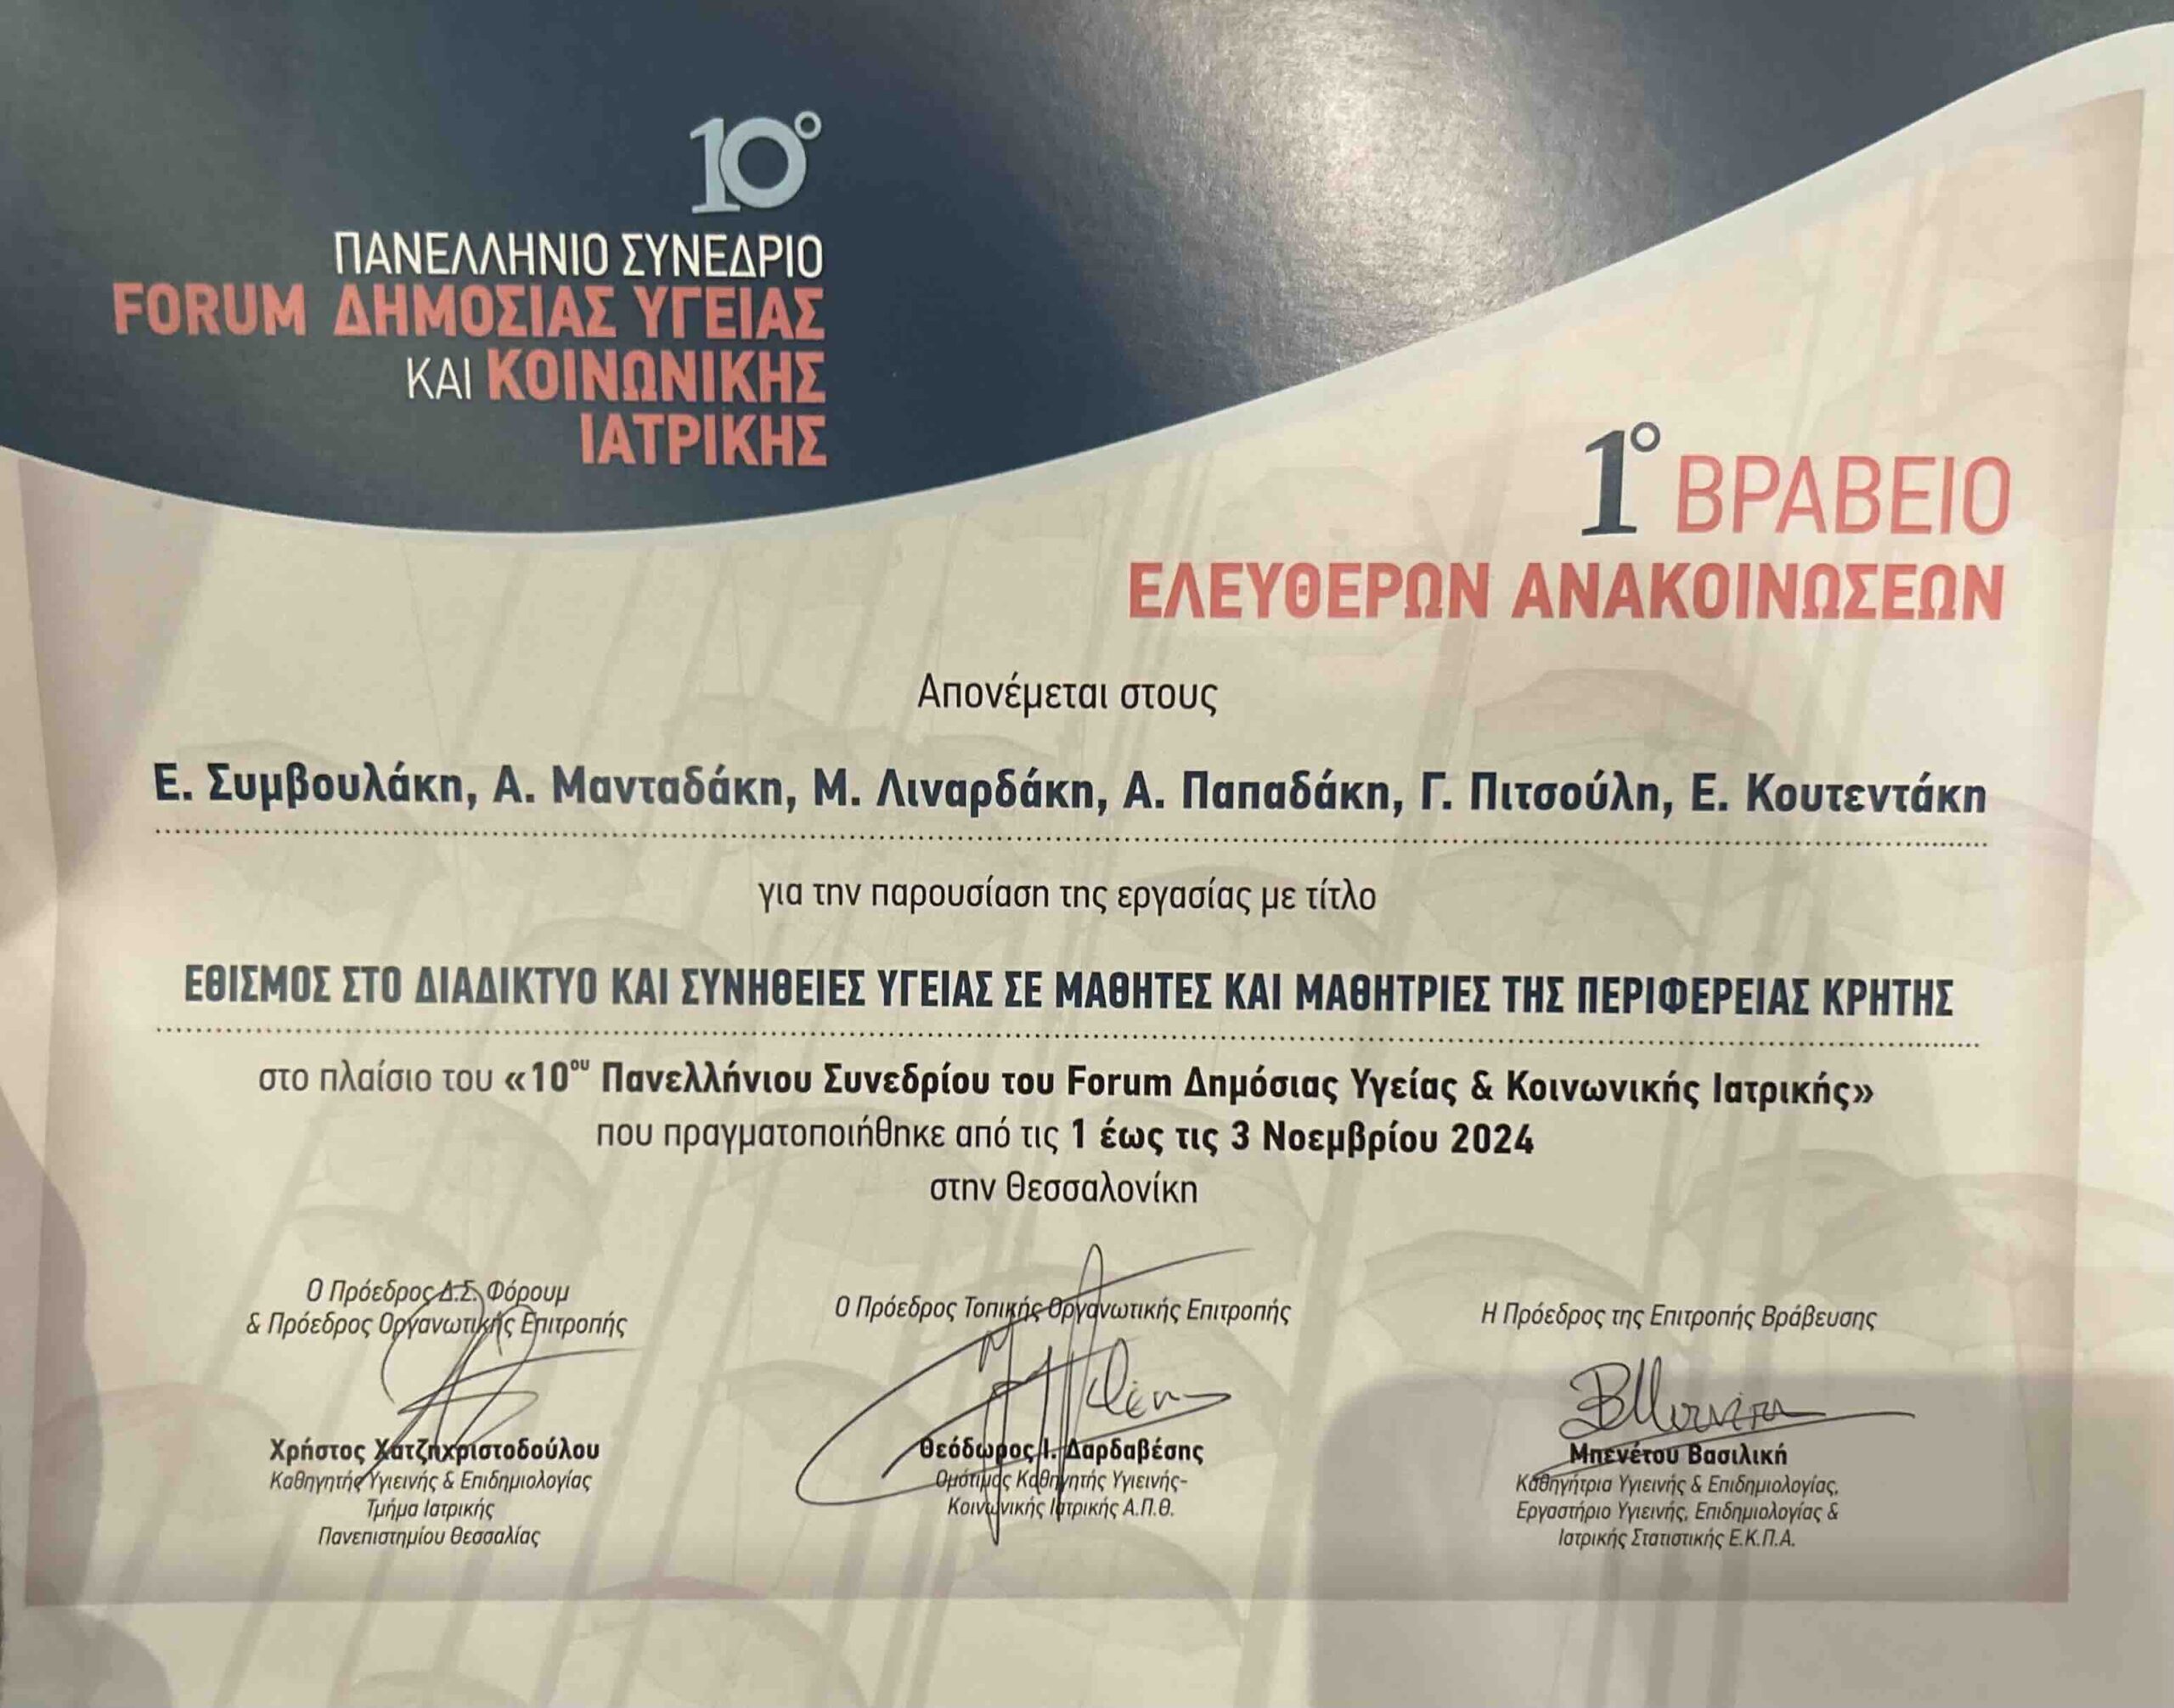 10°
ΠΑΝΕΛΛΗΝΙΟ ΣΥΝΕΔΡΙΟ
FORUM ΔΗΜΟΣΙΑΣ ΥΓΕΙΑΣ
ΚΑΙ ΚΟΙΝΩΝΙΚΗΣ
ΙΑΤΡΙΚΗΣ
1° ΒΡΑΒΕΙΟ
ΕΛΕΥΘΕΡΩΝ ΑΝΑΚΟΙΝΩΣΕΩΝ
Απονέμεται στους
Ε. Συμβουλάκη, Α. Μανταδάκη, Μ. Λιναρδάκη, Α. Παπαδάκη, Γ. Πιτσούλη, Ε. Κουτεντάκη
για την παρουσίαση της εργασίας με τίτλο
ΕΘΙΣΜΟΣ ΣΤΟ ΔΙΑΔΙΚΤΥΟ ΚΑΙ ΣΥΝΗΘΕΙΕΣ ΥΓΕΙΑΣ ΣΕ ΜΑΘΗΤΕΣ ΚΑΙ ΜΑΘΗΤΡΙΕΣ ΤΗΣ ΠΕΡΙΦΕΡΕΙΑΣ ΚΡΗΤΗΣ
στο πλαίσιο του «10ου Πανελλήνιου Συνεδρίου του Forum Δημόσιας Υγείας & Κοινωνικής Ιατρικής»
που πραγματοποιήθηκε από τις 1 έως τις 3 Νοεμβρίου 2024
στην Θεσσαλονίκη
Ο Πρόεδρος Δ.Σ. Φόρουμ
& Πρόεδρος Οργανωτικής Επιτροπής
Χρήστος Χατζηχριστοδούλου
Καθηγητής Υγιεινής & Επιδημιολογίας
Τμήμα Ιατρικής
Πανεπιστημίου Θεσσαλίας
Ο Πρόεδρος Τοπικής Οργανωτικής Επιτροπής
Θεόδωρος Ι. Δαρδαβέσης
Ομότιμος Καθηγητής Υγιεινής-
Κοινωνικής Ιατρικής Α.Π.Θ.
Η Πρόεδρος της Επιτροπής Βράβευσης
Μπενέτου Βασιλική
Καθηγήτρια Υγιεινής & Επιδημιολογίας,
Εργαστήριο Υγιεινής, Επιδημιολογίας &
Ιατρικής Στατιστικής Ε.Κ.Π.Α.